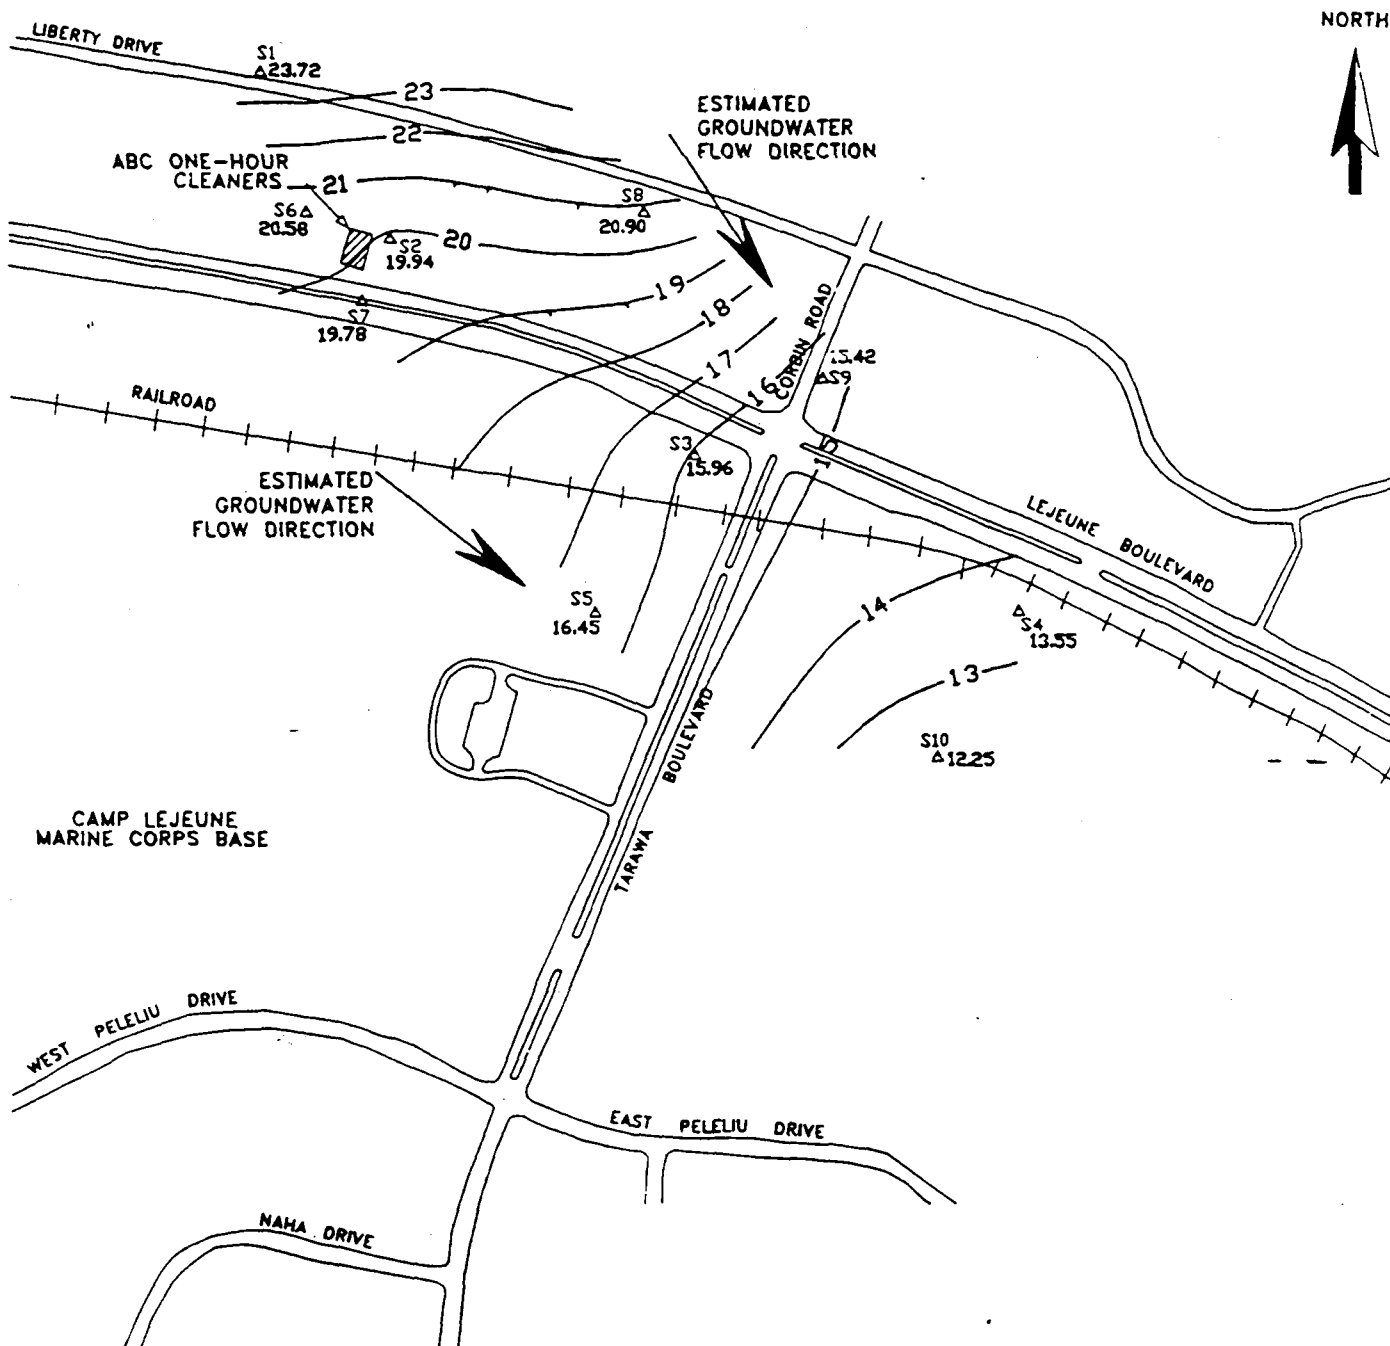 NORTH
LIBERTY DRIVE
S1
23.72
23
ESTIMATED
GROUNDWATER
FLOW DIRECTION
22
ABC ONE-HOUR
CLEANERS
21
S6
20.58
S8
20.90
S2
19.94
20
19
S7
19.78
18
CORBIN ROAD
17
15.42
S9
16
RAILROAD
S3
15.96
15
ESTIMATED
GROUNDWATER
FLOW DIRECTION
LEJEUNE BOULEVARD
14
S5
16.45
S4
13.55
13
S10
12.25
TARAWA BOULEVARD
CAMP LEJEUNE
MARINE CORPS BASE
WEST PELELIU DRIVE
EAST PELELIU DRIVE
NAHA DRIVE